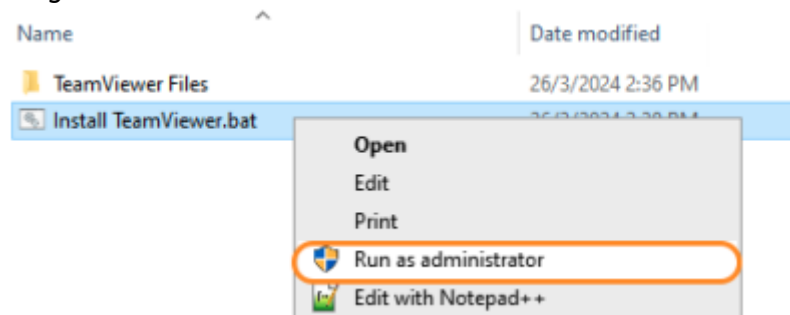 Name Date modified
TeamViewer Files 26/3/2024 2:36 PM
Install TeamViewer.bat
Open
Edit
Print
Run as administrator
Edit with Notepad++